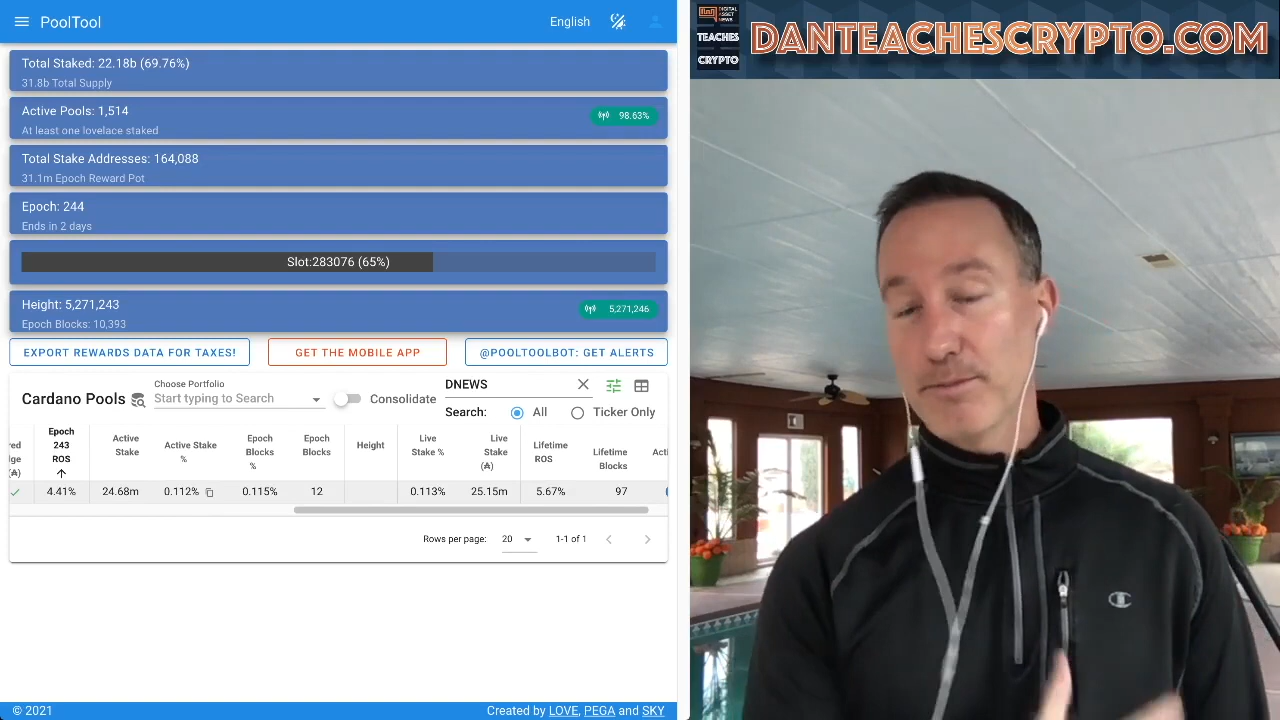 PoolTool
English
Total Staked: 22.18b (69.76%)
31.8b Total Supply
Active Pools: 1,514
98.63%
At least one lovelace staked
Total Stake Addresses: 164,088
31.1m Epoch Reward Pot
Epoch: 244
Ends in 2 days
Slot:283076 (65%)
Height: 5,271,243
5,271,246
Epoch Blocks: 10,393
EXPORT REWARDS DATA FOR TAXES!
GET THE MOBILE APP
@POOLTOOLBOT: GET ALERTS
Cardano Pools
Choose Portfolio
Start typing to Search
Consolidate
DNEWS
Search:
All
Ticker Only
red
dge
(₳)
Epoch
243
ROS
Active
Stake
Active Stake
%
Epoch
Blocks
%
Epoch
Blocks
Height
Live
Stake %
Live
Stake
(₳)
Lifetime
ROS
Lifetime
Blocks
Acti
4.41% 24.68m 0.112% 0.115% 12 0.113% 25.15m 5.67% 97
Rows per page: 20 1-1 of 1
© 2021
Created by LOVE, PEGA and SKY
DIGITAL
ASSET
NEWS
TEACHES
CRYPTO
DANTEACHESCRYPTO.COM